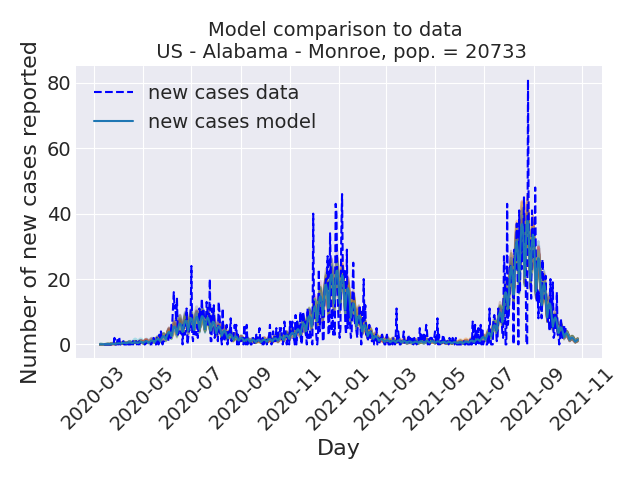 Model comparison to data
US - Alabama - Monroe, pop. = 20733
Number of new cases reported
80
60
40
20
0
new cases data
new cases model
2020-03
2020-05
2020-07
2020-09
2020-11
2021-01
2021-03
2021-05
2021-07
2021-09
2021-11
Day